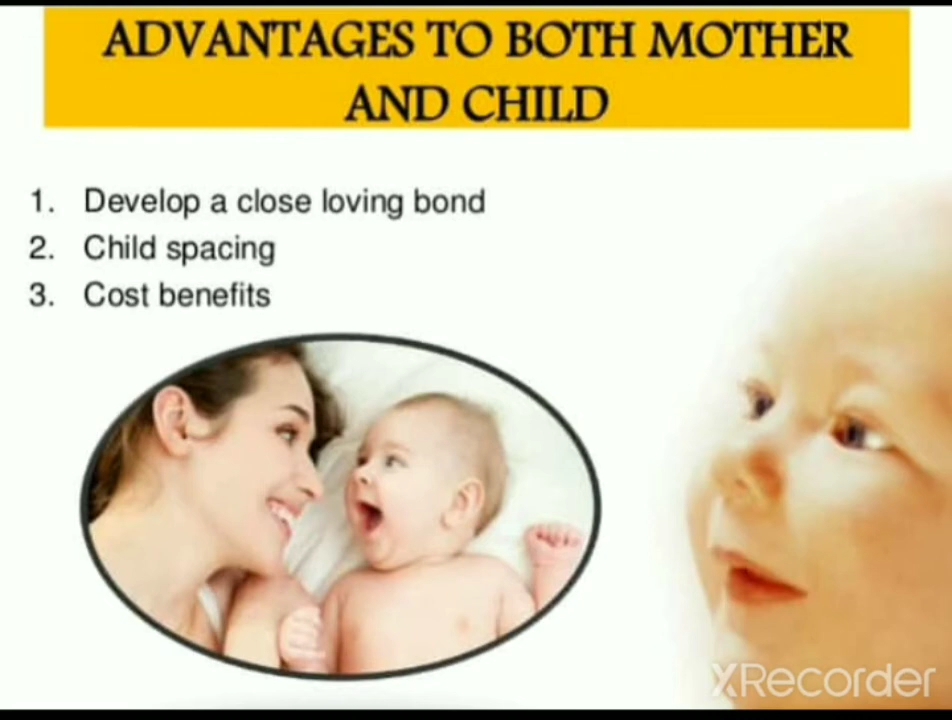 ADVANTAGES TO BOTH MOTHER
AND CHILD
1. Develop a close loving bond
2. Child spacing
3. Cost benefits
XRecorder